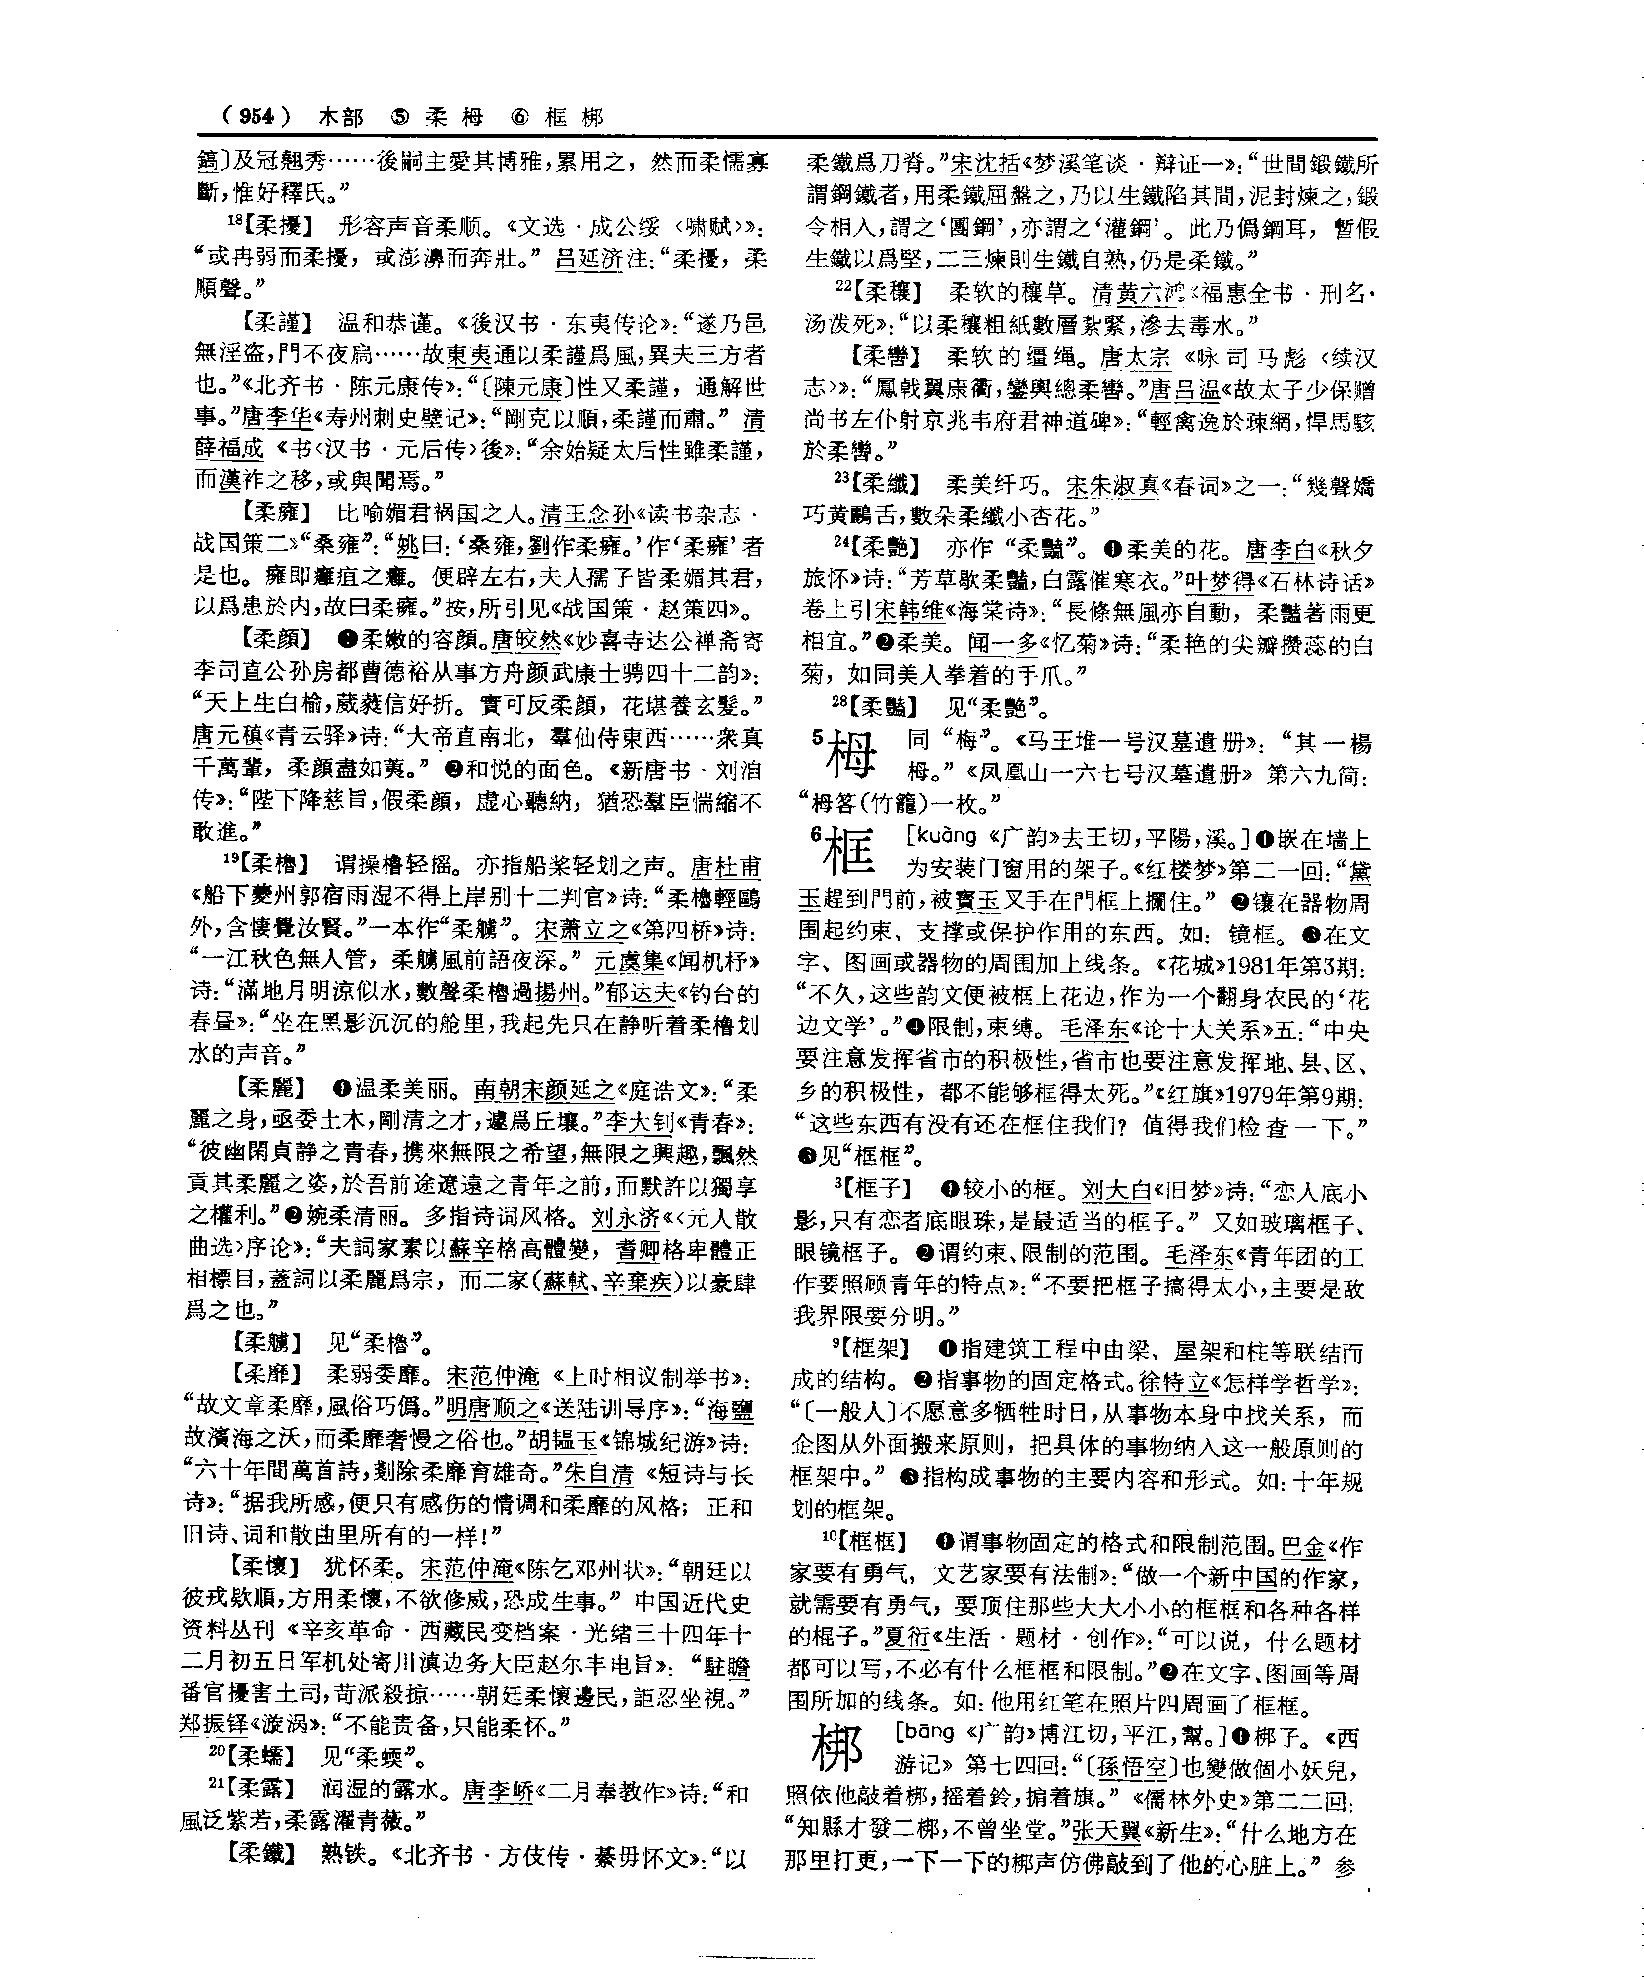 (954) 木部 ⑤柔栂 ⑥框梆
鎬〕及冠翹秀……後嗣主愛其博雅，累用之，然而柔懦寡
斷，惟好釋氏。”
18【柔擾】 形容声音柔顺。《文选·成公绥〈啸赋〉》：
“或冉弱而柔擾，或澎濞而奔壯。”吕延济注：“柔擾，柔
順聲。”
【柔謹】 温和恭谨。《後汉书·东夷传论》：“遂乃邑
無淫盗，門不夜扃……故東夷通以柔謹爲風，異夫三方者
也。”《北齐书·陈元康传》：“〔陳元康〕性又柔謹，通解世
事。”唐李华《寿州刺史壁记》：“剛克以順，柔謹而肅。”清
薛福成《书〈汉书·元后传〉後》：“余始疑太后性雖柔謹，
而漢祚之移，或與聞焉。”
【柔癰】 比喻媚君祸国之人。清王念孙《读书杂志·
战国策二》“桑雍”：“姚曰：‘桑雍，劉作柔癰。’作‘柔癰’者
是也。癰即癰疽之癰。便辟左右，夫人孺子皆柔媚其君，
以爲患於内，故曰柔癰。”按，所引见《战国策·赵策四》。
【柔顔】 ❶柔嫩的容颜。唐皎然《妙喜寺达公禅斋寄
李司直公孙房都曹德裕从事方舟颜武康士骋四十二韵》：
“天上生白榆，葳蕤信好折。實可反柔顔，花堪養玄髮。”
唐元稹《青云驿》诗：“大帝直南北，羣仙侍東西……衆真
千萬輩，柔顔盡如荑。”❷和悦的面色。《新唐书·刘洎
传》：“陛下降慈旨，假柔顔，虚心聽納，猶恐羣臣惴縮不
敢進。”
19【柔櫓】 谓操橹轻摇。亦指船桨轻划之声。唐杜甫
《船下夔州郭宿雨湿不得上岸别十二判官》诗：“柔櫓輕鷗
外，含悽覺汝賢。”一本作“柔艣”。宋萧立之《第四桥》诗：
“一江秋色無人管，柔艣風前語夜深。”元虞集《闻机杼》
诗：“滿地月明涼似水，數聲柔櫓過揚州。”郁达夫《钓台的
春昼》：“坐在黑影沉沉的舱里，我起先只在静听着柔橹划
水的声音。”
【柔麗】 ❶温柔美丽。南朝宋颜延之《庭诰文》：“柔
麗之身，亟委土木，剛清之才，遽爲丘壤。”李大钊《青春》：
“彼幽閑貞静之青春，携來無限之希望，無限之興趣，飄然
貢其柔麗之姿，於吾前途遼遠之青年之前，而默許以獨享
之權利。”❷婉柔清丽。多指诗词风格。刘永济《〈元人散
曲选〉序论》：“夫詞家素以蘇辛格高體變，耆卿格卑體正
相標目，蓋詞以柔麗爲宗，而二家(蘇軾、辛棄疾)以豪肆
爲之也。”
【柔艣】 见“柔櫓”。
【柔靡】 柔弱委靡。宋范仲淹《上时相议制举书》：
“故文章柔靡，風俗巧僞。”明唐顺之《送陆训导序》：“海鹽
故濱海之沃，而柔靡奢慢之俗也。”胡韫玉《锦城纪游》诗：
“六十年間萬首詩，剗除柔靡育雄奇。”朱自清《短诗与长
诗》：“据我所感，便只有感伤的情调和柔靡的风格；正和
旧诗、词和散曲里所有的一样！”
【柔懷】 犹怀柔。宋范仲淹《陈乞邓州状》：“朝廷以
彼戎欵順，方用柔懷，不欲修威，恐成生事。”中国近代史
资料丛刊《辛亥革命·西藏民变档案·光绪三十四年十
二月初五日军机处寄川滇边务大臣赵尔丰电旨》：“駐瞻
番官擾害土司，苛派殺掠……朝廷柔懷邊民，詎忍坐視。”
郑振铎《漩涡》：“不能责备，只能柔怀。”
20【柔蠕】 见“柔蝡”。
21【柔露】 润湿的露水。唐李峤《二月奉教作》诗：“和
風泛紫若，柔露濯青薇。”
【柔鐵】 熟铁。《北齐书·方伎传·綦毋怀文》：“以
柔鐵爲刀脊。”宋沈括《梦溪笔谈·辩证一》：“世間鍛鐵所
謂鋼鐵者，用柔鐵屈盤之，乃以生鐵陷其間，泥封煉之，鍛
令相入，謂之‘團鋼’，亦謂之‘灌鋼’。此乃僞鋼耳，暫假
生鐵以爲堅，二三煉則生鐵自熟，仍是柔鐵。”
22【柔穰】 柔软的穰草。清黄六鸿《福惠全书·刑名·
汤泼死》：“以柔穰粗紙數層紮緊，滲去毒水。”
【柔轡】 柔软的缰绳。唐太宗《咏司马彪〈续汉
志〉》：“鳳戟翼康衢，鑾輿總柔轡。”唐吕温《故太子少保赠
尚书左仆射京兆韦府君神道碑》：“輕禽逸於疎網，悍馬駭
於柔轡。”
23【柔纖】 柔美纤巧。宋朱淑真《春词》之一：“幾聲嬌
巧黄鸝舌，數朵柔纖小杏花。”
24【柔艷】 亦作“柔豔”。❶柔美的花。唐李白《秋夕
旅怀》诗：“芳草歇柔豔，白露催寒衣。”叶梦得《石林诗话》
卷上引宋韩维《海棠诗》：“長條無風亦自動，柔豔著雨更
相宜。”❷柔美。闻一多《忆菊》诗：“柔艳的尖瓣攒蕊的白
菊，如同美人拳着的手爪。”
28【柔豔】 见“柔艷”。
5栂 同“梅”。《马王堆一号汉墓遣册》：“其一楊
栂。”《凤凰山一六七号汉墓遣册》第六九简：
“栂笿(竹籠)一枚。”
6框 [kuàng《广韵》去王切，平陽，溪。]❶嵌在墙上
为安装门窗用的架子。《红楼梦》第二一回：“黛
玉趕到門前，被寳玉叉手在門框上攔住。”❷镶在器物周
围起约束、支撑或保护作用的东西。如：镜框。❸在文
字、图画或器物的周围加上线条。《花城》1981年第3期：
“不久，这些韵文便被框上花边，作为一个翻身农民的‘花
边文学’。”❹限制，束缚。毛泽东《论十大关系》五：“中央
要注意发挥省市的积极性，省市也要注意发挥地、县、区、
乡的积极性，都不能够框得太死。”《红旗》1979年第9期：
“这些东西有没有还在框住我们？值得我们检查一下。”
❺见“框框”。
3【框子】 ❶较小的框。刘大白《旧梦》诗：“恋人底小
影，只有恋者底眼珠，是最适当的框子。”又如玻璃框子、
眼镜框子。❷谓约束、限制的范围。毛泽东《青年团的工
作要照顾青年的特点》：“不要把框子搞得太小，主要是敌
我界限要分明。”
9【框架】 ❶指建筑工程中由梁、屋架和柱等联结而
成的结构。❷指事物的固定格式。徐特立《怎样学哲学》：
“〔一般人〕不愿意多牺牲时日，从事物本身中找关系，而
企图从外面搬来原则，把具体的事物纳入这一般原则的
框架中。”❸指构成事物的主要内容和形式。如：十年规
划的框架。
10【框框】 ❶谓事物固定的格式和限制范围。巴金《作
家要有勇气，文艺家要有法制》：“做一个新中国的作家，
就需要有勇气，要顶住那些大大小小的框框和各种各样
的棍子。”夏衍《生活·题材·创作》：“可以说，什么题材
都可以写，不必有什么框框和限制。”❷在文字、图画等周
围所加的线条。如：他用红笔在照片四周画了框框。
梆 [bāng《广韵》博江切，平江，幫。]❶梆子。《西
游记》第七四回：“〔孫悟空〕也變做個小妖兒，
照依他敲着梆，摇着鈴，掮着旗。”《儒林外史》第二二回：
“知縣才發二梆，不曾坐堂。”张天翼《新生》：“什么地方在
那里打更，一下一下的梆声仿佛敲到了他的心脏上。”参